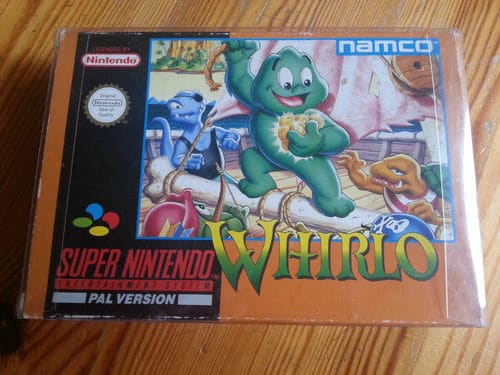 LICENSED BY
Nintendo
Original
Nintendo
Seal of
Quality
namco
WHIRLO
SUPER NINTENDO
ENTERTAINMENT SYSTEM
PAL VERSION